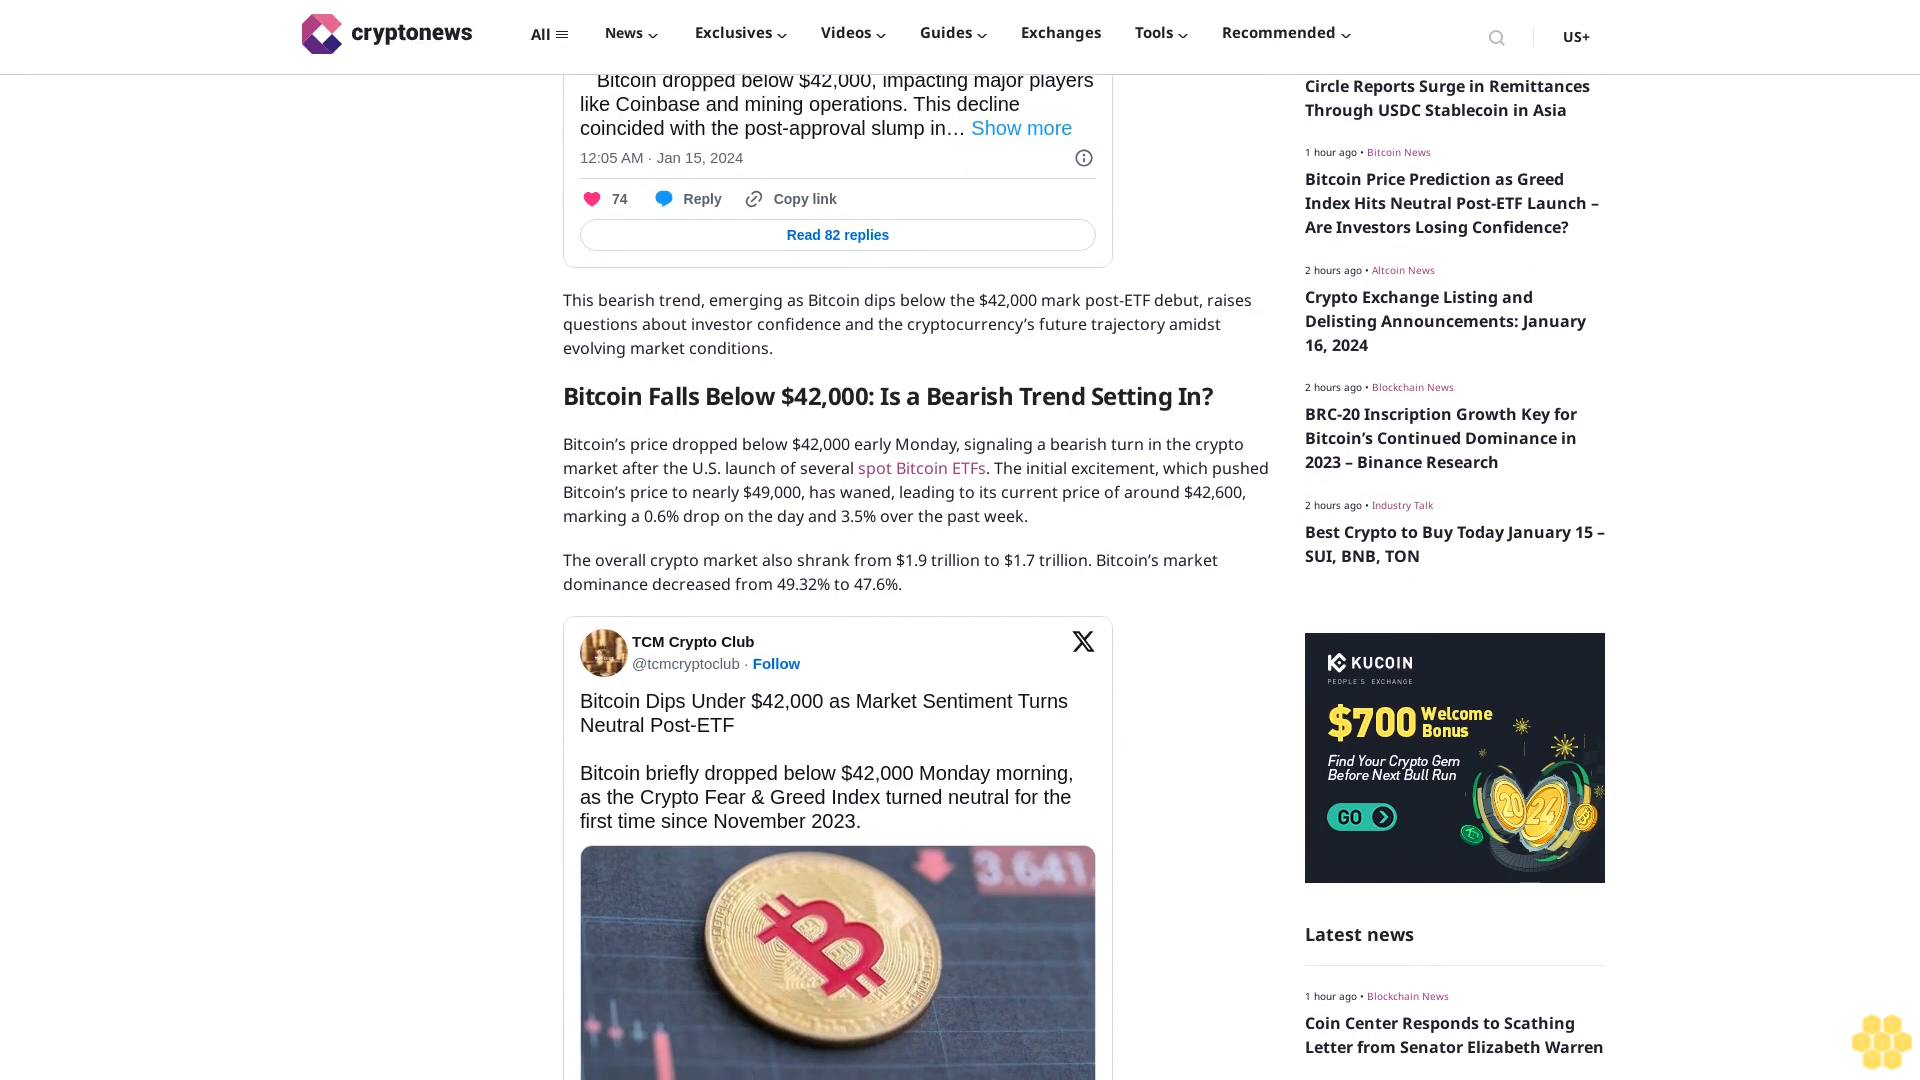 cryptonews
All
News
Exclusives
Videos
Guides
Exchanges
Tools
Recommended
US+
Bitcoin dropped below $42,000, impacting major players
like Coinbase and mining operations. This decline
coincided with the post-approval slump in… Show more
12:05 AM · Jan 15, 2024
74
Reply
Copy link
Read 82 replies
This bearish trend, emerging as Bitcoin dips below the $42,000 mark post-ETF debut, raises
questions about investor confidence and the cryptocurrency’s future trajectory amidst
evolving market conditions.
Bitcoin Falls Below $42,000: Is a Bearish Trend Setting In?
Bitcoin’s price dropped below $42,000 early Monday, signaling a bearish turn in the crypto
market after the U.S. launch of several spot Bitcoin ETFs. The initial excitement, which pushed
Bitcoin’s price to nearly $49,000, has waned, leading to its current price of around $42,600,
marking a 0.6% drop on the day and 3.5% over the past week.
The overall crypto market also shrank from $1.9 trillion to $1.7 trillion. Bitcoin’s market
dominance decreased from 49.32% to 47.6%.
TCM Crypto Club
@tcmcryptoclub · Follow
Bitcoin Dips Under $42,000 as Market Sentiment Turns
Neutral Post-ETF
Bitcoin briefly dropped below $42,000 Monday morning,
as the Crypto Fear & Greed Index turned neutral for the
first time since November 2023.
3.641
Circle Reports Surge in Remittances
Through USDC Stablecoin in Asia
1 hour ago • Bitcoin News
Bitcoin Price Prediction as Greed
Index Hits Neutral Post-ETF Launch –
Are Investors Losing Confidence?
2 hours ago • Altcoin News
Crypto Exchange Listing and
Delisting Announcements: January
16, 2024
2 hours ago • Blockchain News
BRC-20 Inscription Growth Key for
Bitcoin’s Continued Dominance in
2023 – Binance Research
2 hours ago • Industry Talk
Best Crypto to Buy Today January 15 –
SUI, BNB, TON
KUCOIN
PEOPLE'S EXCHANGE
$700 Welcome
Bonus
Find Your Crypto Gem
Before Next Bull Run
GO
20
24
Latest news
1 hour ago • Blockchain News
Coin Center Responds to Scathing
Letter from Senator Elizabeth Warren